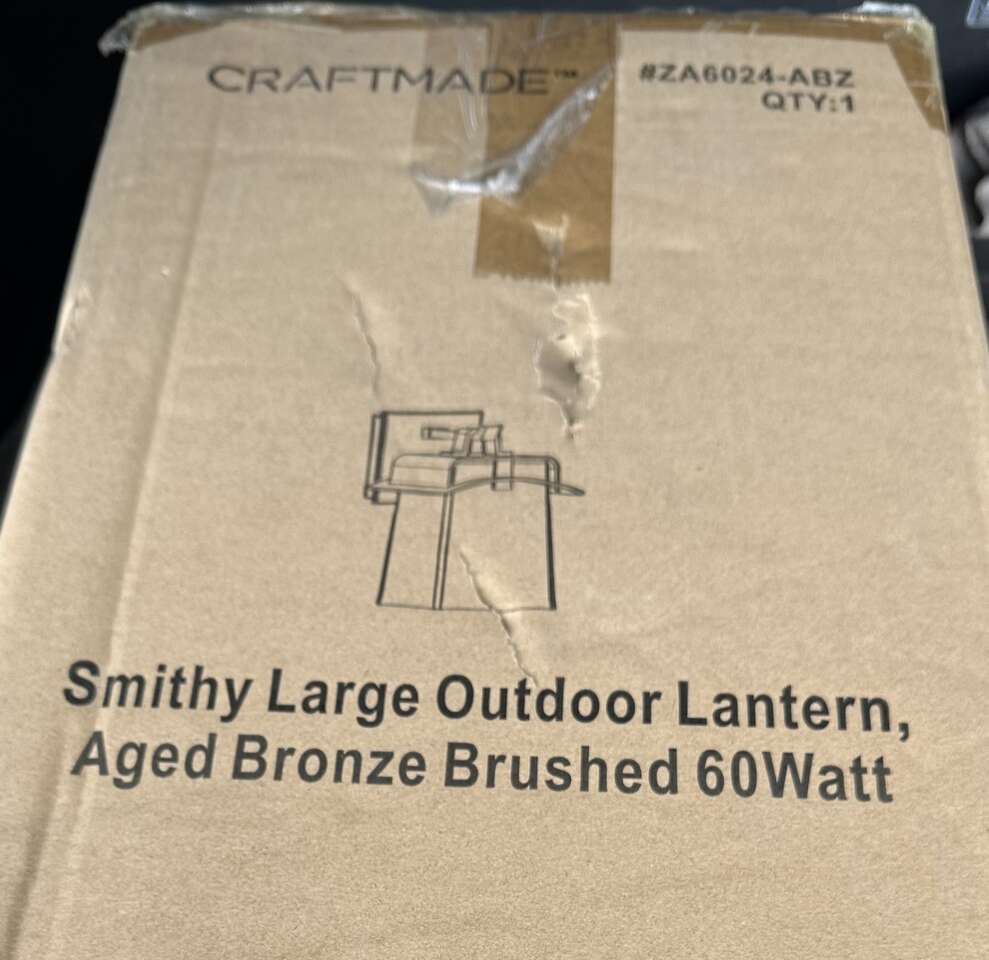 CRAFTMADE™
#ZA6024-ABZ
QTY:1
Smithy Large Outdoor Lantern,
Aged Bronze Brushed 60Watt